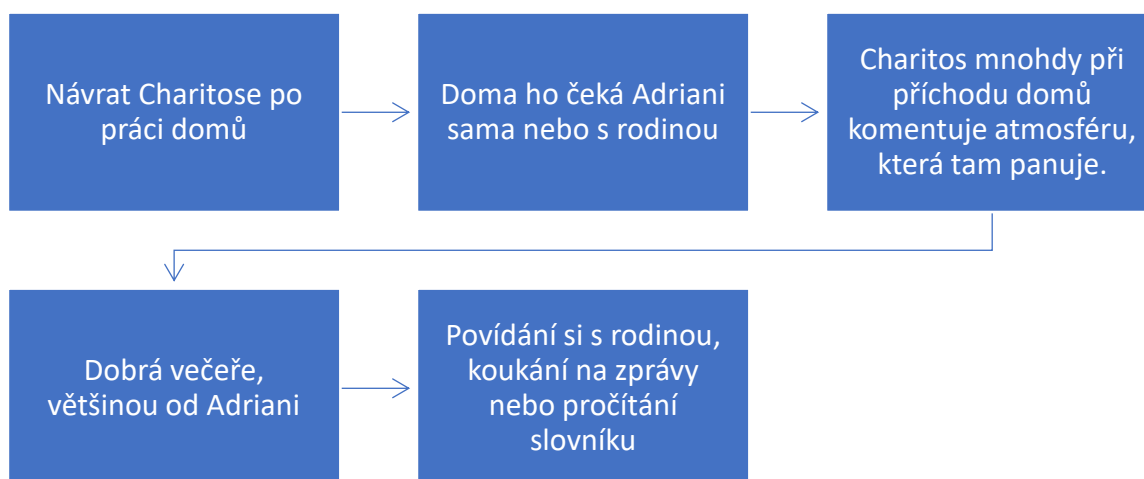 Návrat Charitose po
práci domů
Doma ho čeká Adriani
sama nebo s rodinou
Charitos mnohdy při
příchodu domů
komentuje atmosféru,
která tam panuje.
Dobrá večeře,
většinou od Adriani
Povídání si s rodinou,
koukání na zprávy
nebo pročítání
slovníku